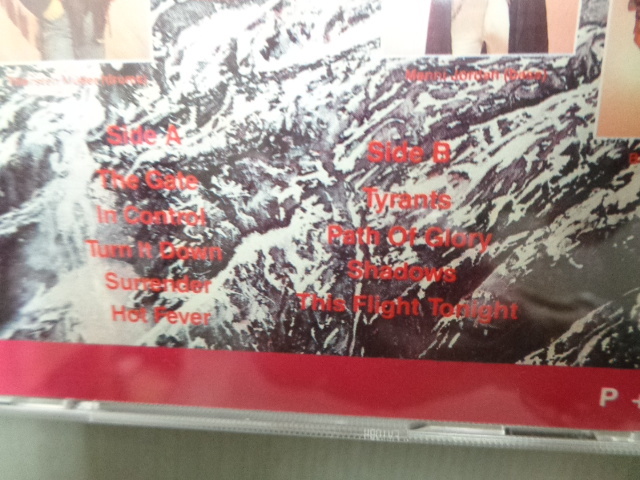 Side A
The Gate
In Control
Turn It Down
Surrender
Hot Fever
Side B
Tyrants
Path Of Glory
Shadows
This Flight Tonight
P +